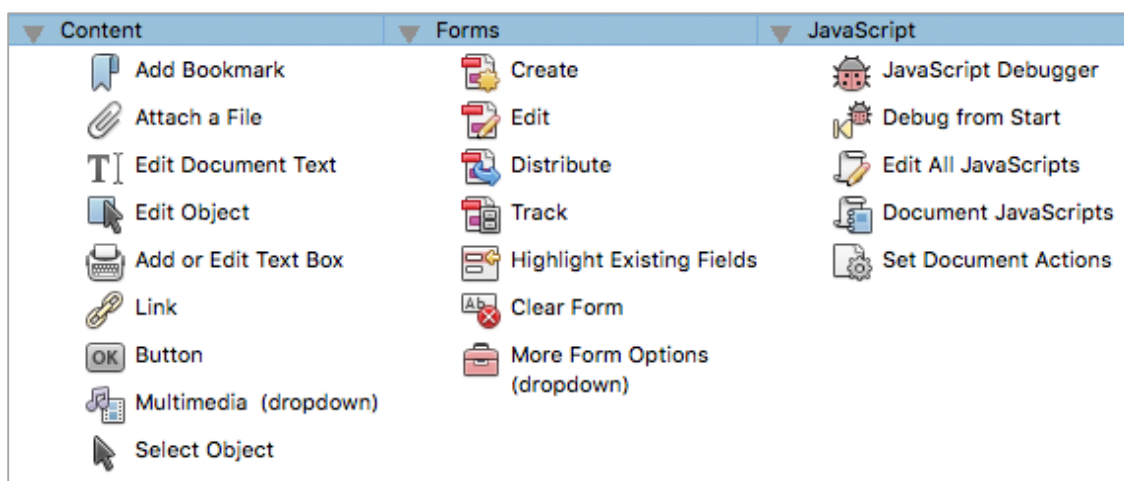 Content
Add Bookmark
Attach a File
Edit Document Text
Edit Object
Add or Edit Text Box
Link
OK Button
Multimedia (dropdown)
Select Object
Forms
Create
Edit
Distribute
Track
Highlight Existing Fields
Ab Clear Form
More Form Options
(dropdown)
JavaScript
JavaScript Debugger
Debug from Start
Edit All JavaScripts
Document JavaScripts
Set Document Actions